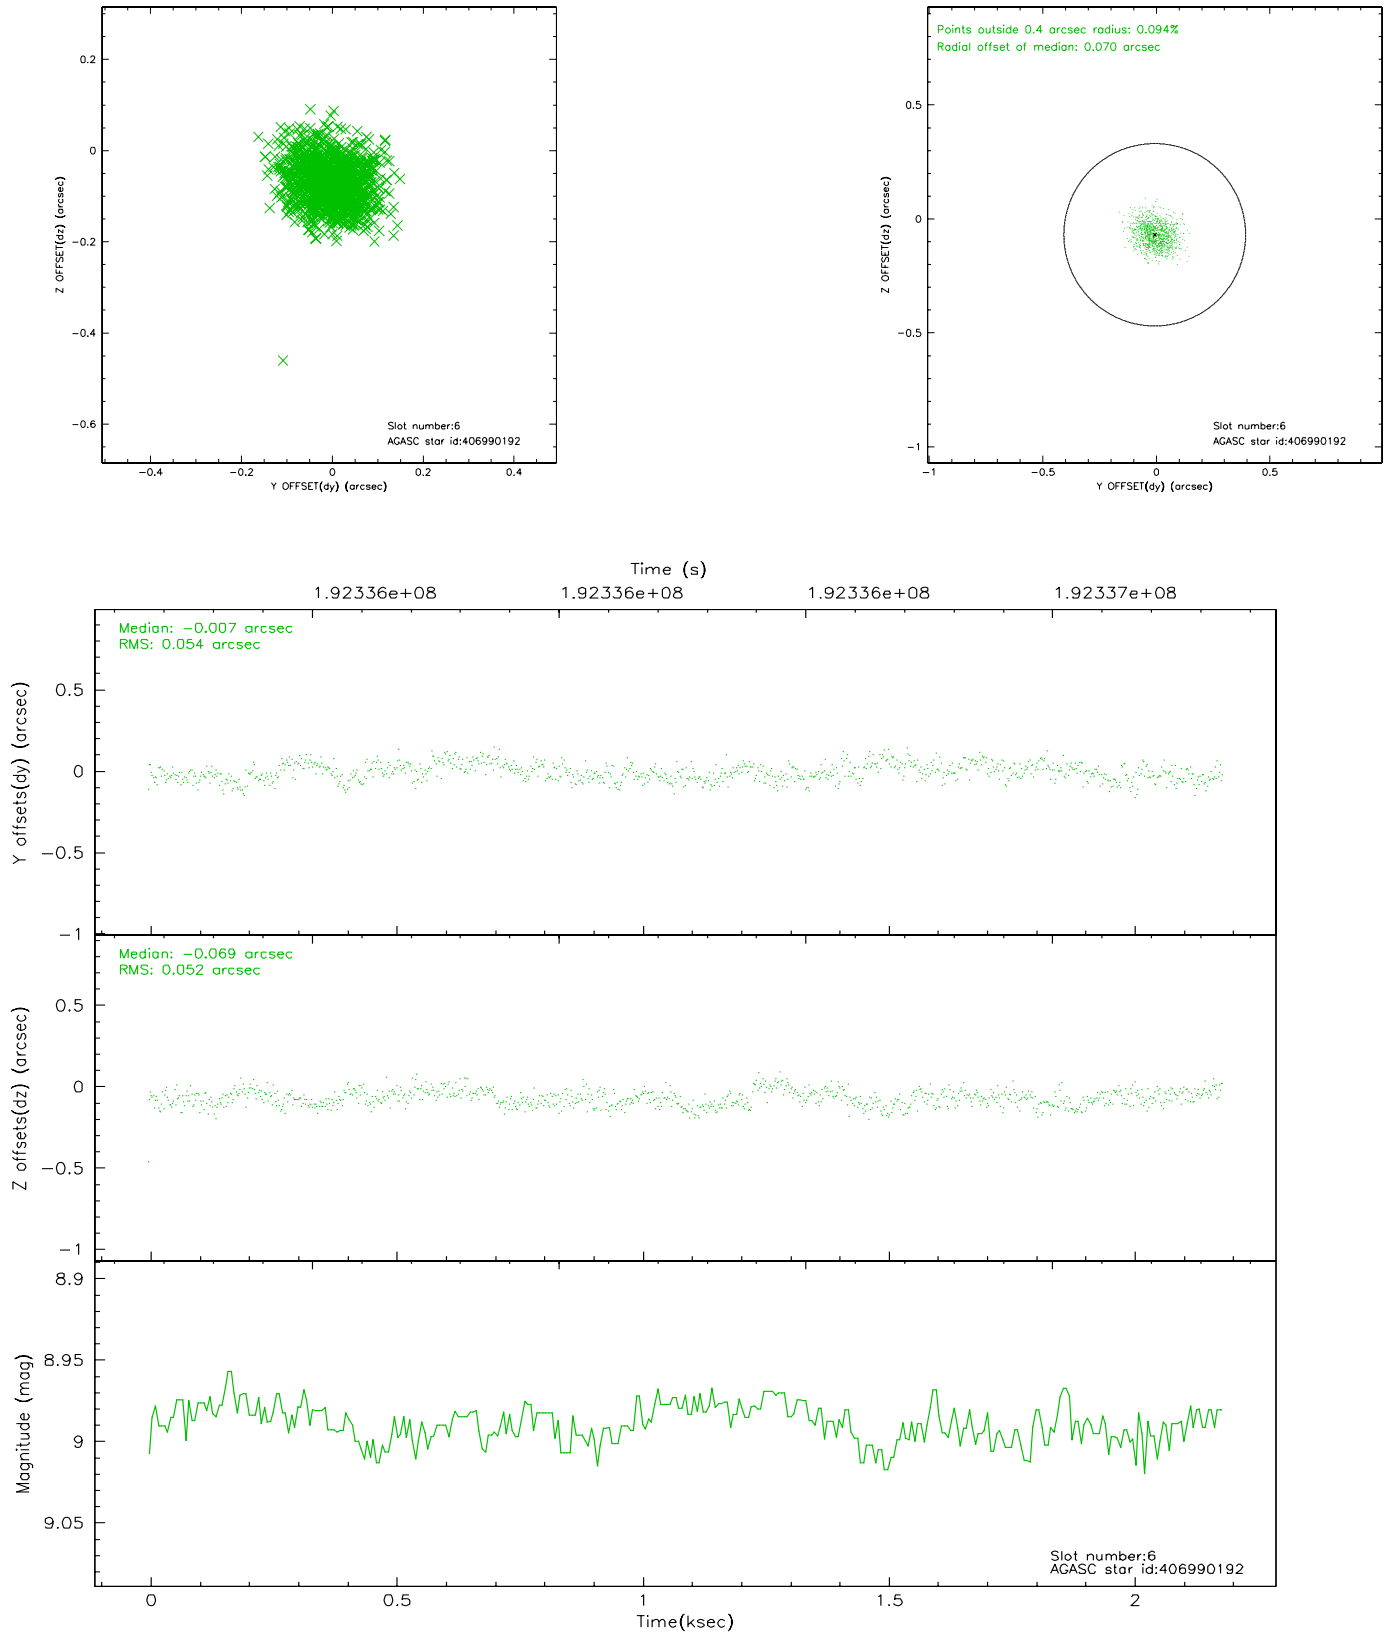 0.2
0
-0.2
-0.4
-0.6
Z OFFSET(dz) (arcsec)
Slot number:6
AGASC star id:406990192
-0.4 -0.2 0 0.2 0.4
Y OFFSET(dy) (arcsec)
Points outside 0.4 arcsec radius: 0.094%
Radial offset of median: 0.070 arcsec
0.5
0
-0.5
-1
Z OFFSET(dz) (arcsec)
Slot number:6
AGASC star id:406990192
-1 -0.5 0 0.5
Y OFFSET(dy) (arcsec)
Time (s)
1.92336e+08 1.92336e+08 1.92336e+08 1.92337e+08
Median: -0.007 arcsec
RMS: 0.054 arcsec
0.5
0
-0.5
-1
Y offsets(dy) (arcsec)
Median: -0.069 arcsec
RMS: 0.052 arcsec
0.5
0
-0.5
-1
Z offsets(dz) (arcsec)
8.9
8.95
9
9.05
Magnitude (mag)
Slot number:6
AGASC star id:406990192
0 0.5 1 1.5 2
Time(ksec)